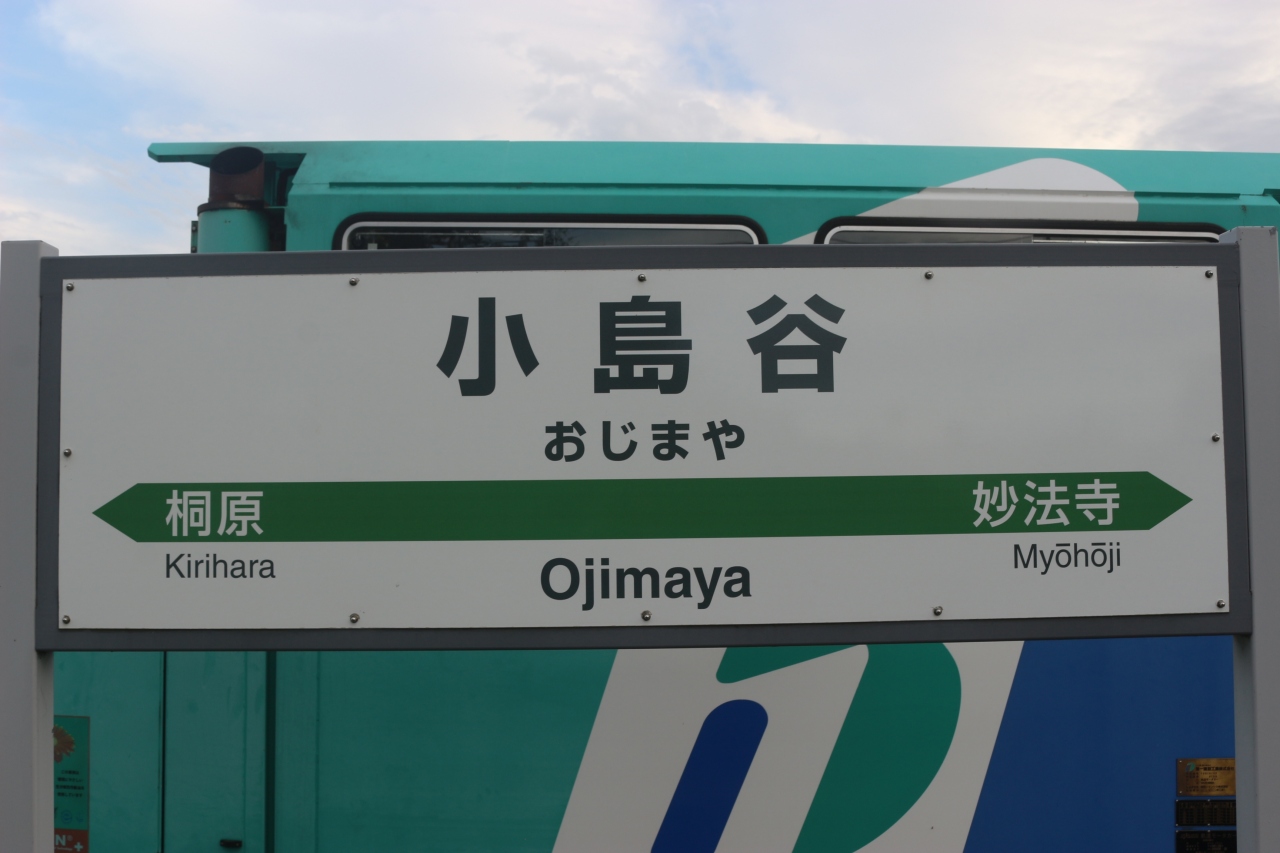 小島谷
おじまや
桐原 妙法寺
Kirihara Myōhōji
Ojimaya